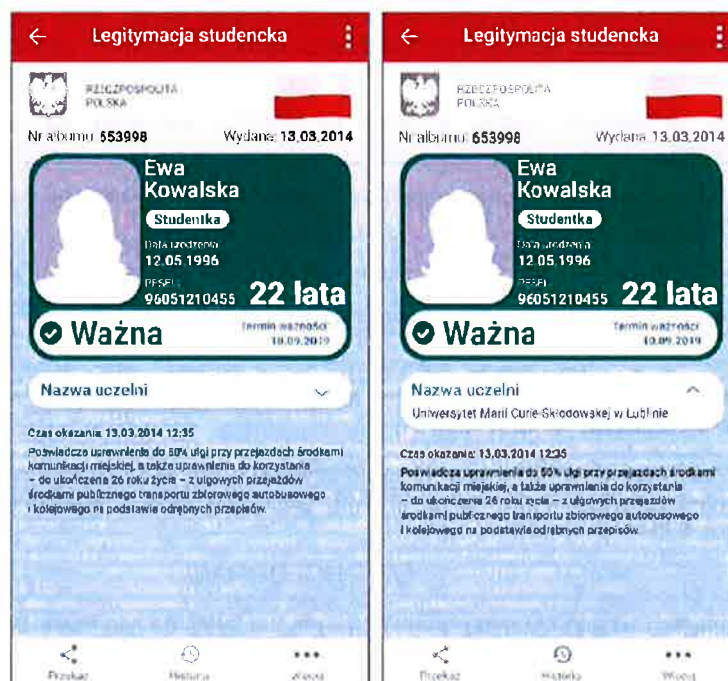 Legitymacja studencka
RZECZPOSPOLITA
POLSKA
Nr albumu: 653998 Wydana: 13.03.2014
Ewa
Kowalska
Studentka
Data urodzenia
12.05.1996
PESEL
96051210455 22 lata
Ważna
Termin ważności
10.09.2019
Nazwa uczelni
Czas okazania: 13.03.2014 12:35
Poświadcza uprawnienia do 50% ulgi przy przejazdach środkami
komunikacji miejskiej, a także uprawnienia do korzystania
– do ukończenia 26 roku życia – z ulgowych przejazdów
środkami publicznego transportu zbiorowego autobusowego
i kolejowego na podstawie odrębnych przepisów.
Przekaż Historia Więcej
Legitymacja studencka
RZECZPOSPOLITA
POLSKA
Nr albumu: 653998 Wydana: 13.03.2014
Ewa
Kowalska
Studentka
Data urodzenia
12.05.1996
PESEL
96051210455 22 lata
Ważna
Termin ważności
10.09.2019
Nazwa uczelni
Uniwersytet Marii Curie-Skłodowskiej w Lublinie
Czas okazania: 13.03.2014 12:35
Poświadcza uprawnienia do 50% ulgi przy przejazdach środkami
komunikacji miejskiej, a także uprawnienia do korzystania
– do ukończenia 26 roku życia – z ulgowych przejazdów
środkami publicznego transportu zbiorowego autobusowego
i kolejowego na podstawie odrębnych przepisów.
Przekaż Historia Więcej